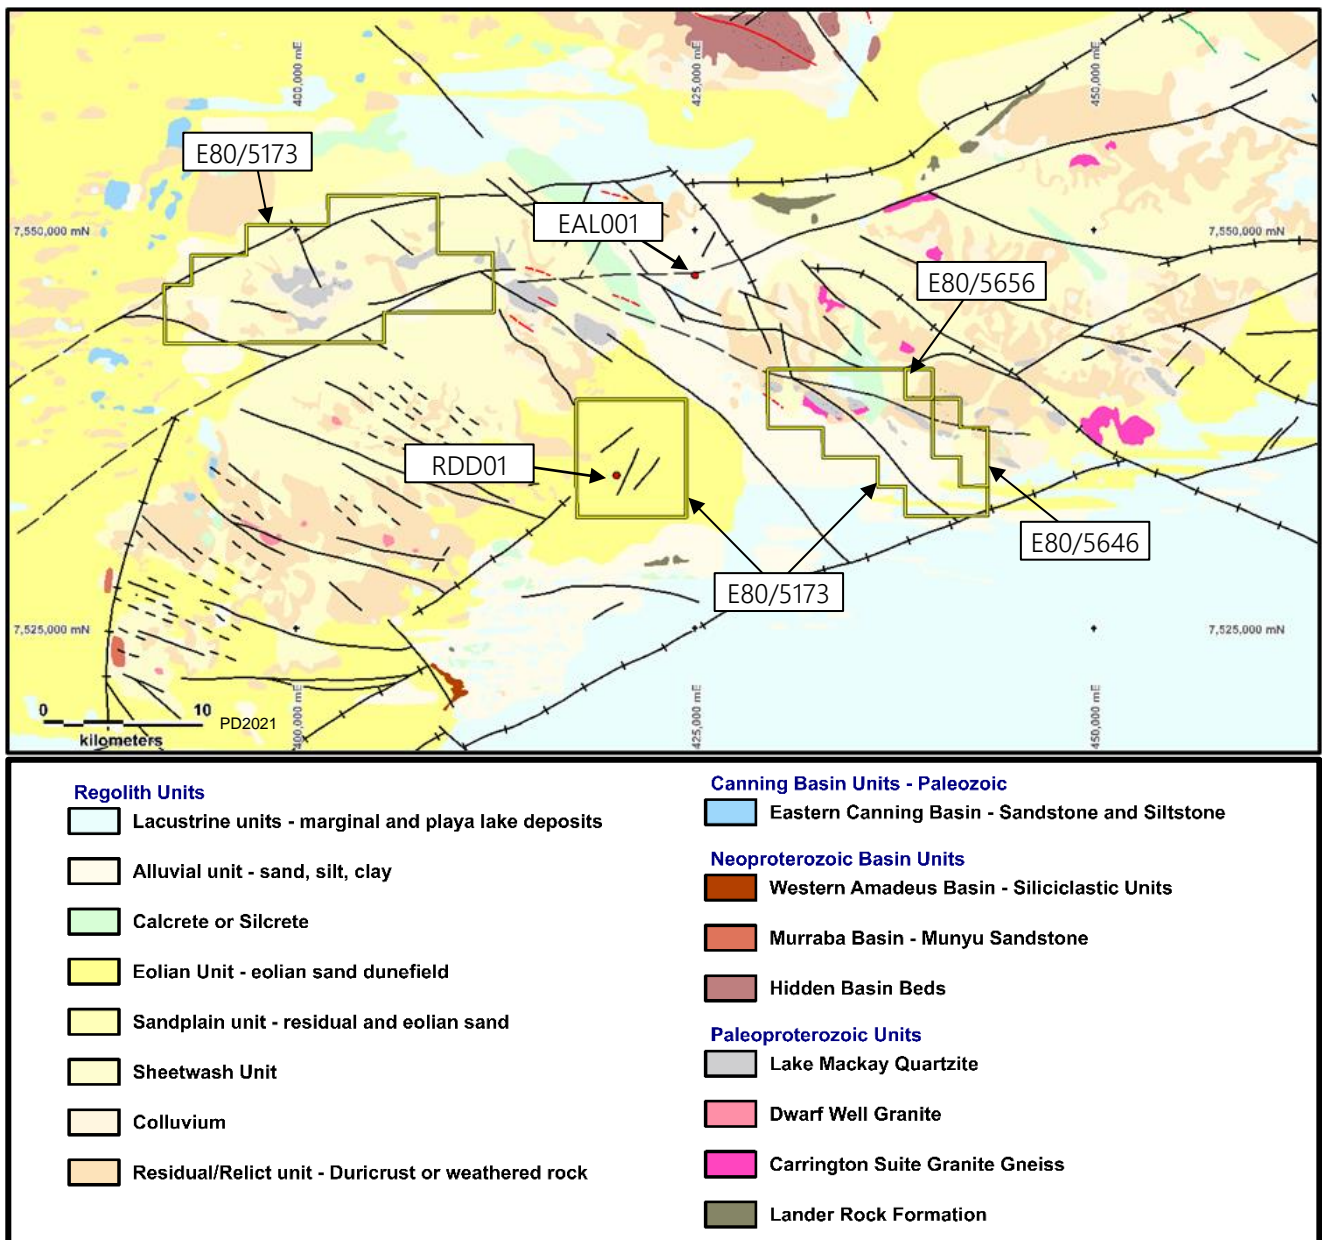 400,000 mE
425,000 mE
450,000 mE
E80/5173
EAL001
7,550,000 mN
7,550,000 mN
E80/5656
RDD01
E80/5646
E80/5173
7,525,000 mN
7,525,000 mN
400,000 mE
425,000 mE
450,000 mE
0 10
PD2021
kilometers
Regolith Units
Lacustrine units - marginal and playa lake deposits
Alluvial unit - sand, silt, clay
Calcrete or Silcrete
Eolian Unit - eolian sand dunefield
Sandplain unit - residual and eolian sand
Sheetwash Unit
Colluvium
Residual/Relict unit - Duricrust or weathered rock
Canning Basin Units - Paleozoic
Eastern Canning Basin - Sandstone and Siltstone
Neoproterozoic Basin Units
Western Amadeus Basin - Siliciclastic Units
Murraba Basin - Munyu Sandstone
Hidden Basin Beds
Paleoproterozoic Units
Lake Mackay Quartzite
Dwarf Well Granite
Carrington Suite Granite Gneiss
Lander Rock Formation